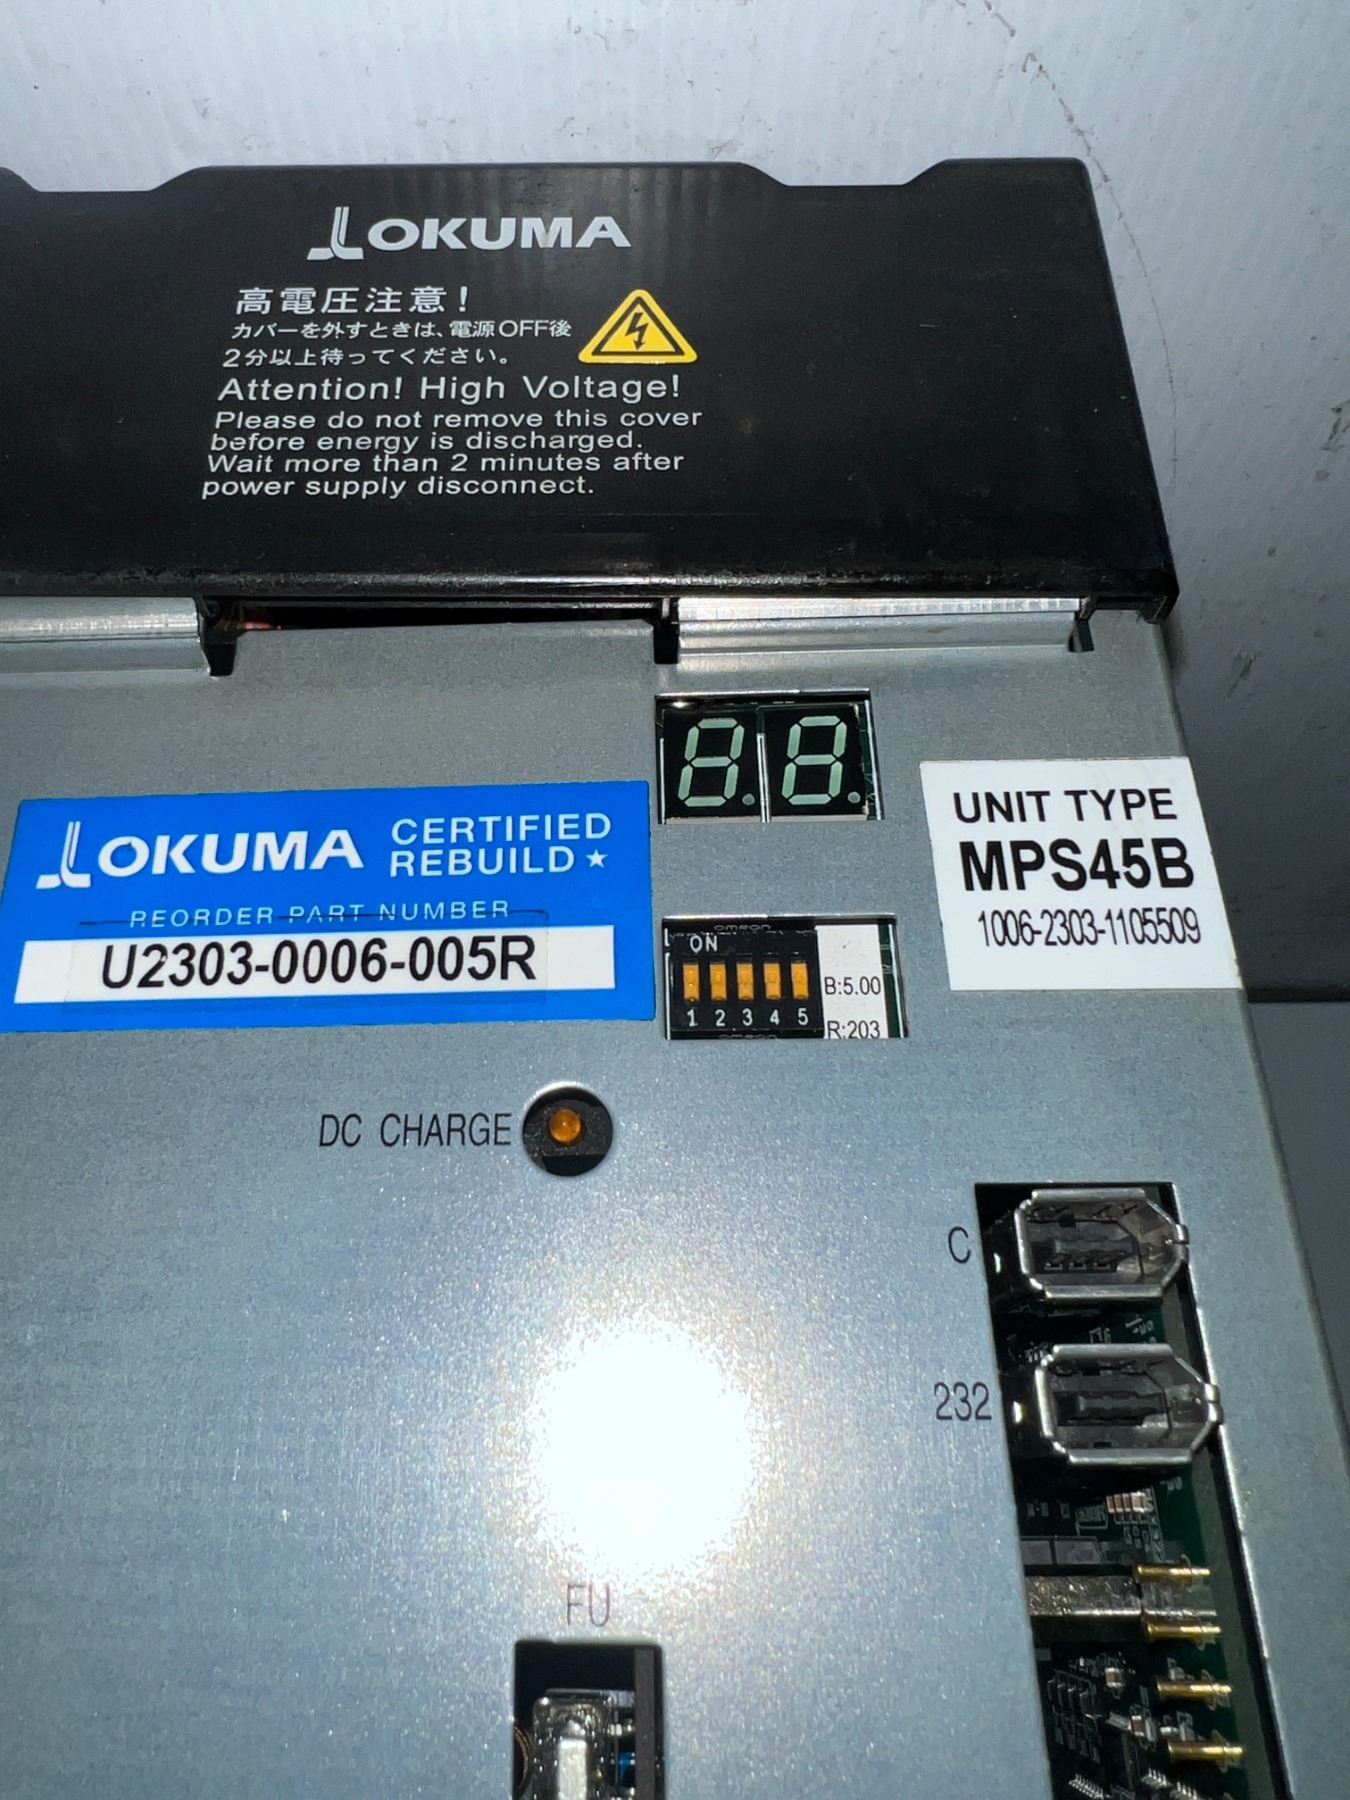 OKUMA
高電圧注意！
カバーを外すときは、電源OFF後
2分以上待ってください。
Attention! High Voltage!
Please do not remove this cover
before energy is discharged.
Wait more than 2 minutes after
power supply disconnect.
OKUMA
CERTIFIED
REBUILD★
REORDER PART NUMBER
U2303-0006-005R
UNIT TYPE
MPS45B
1006-2303-1105509
OMRON
ON
1 2 3 4 5
B:5.00
R:203
DC CHARGE
C
232
FU